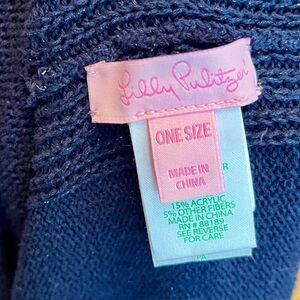 Lilly Pulitzer
ONE SIZE
MADE IN
CHINA
R
15% ACRYLIC
5% OTHER FIBERS
MADE IN CHINA
RN # 88189
SEE REVERSE
FOR CARE
PA